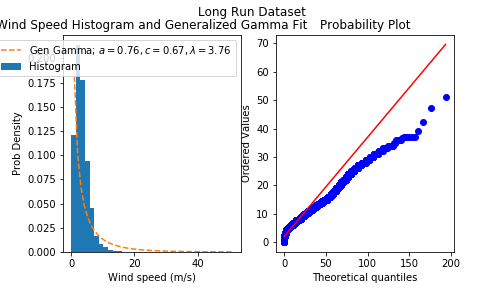 Long Run Dataset
Wind Speed Histogram and Generalized Gamma Fit
Probability Plot
Gen Gamma; a = 0.76, c = 0.67, λ = 3.76
Histogram
0.200
0.175
0.150
0.125
0.100
0.075
0.050
0.025
0.000
Prob Density
0
20
40
Wind speed (m/s)
70
60
50
40
30
20
10
0
Ordered Values
0
50
100
150
200
Theoretical quantiles